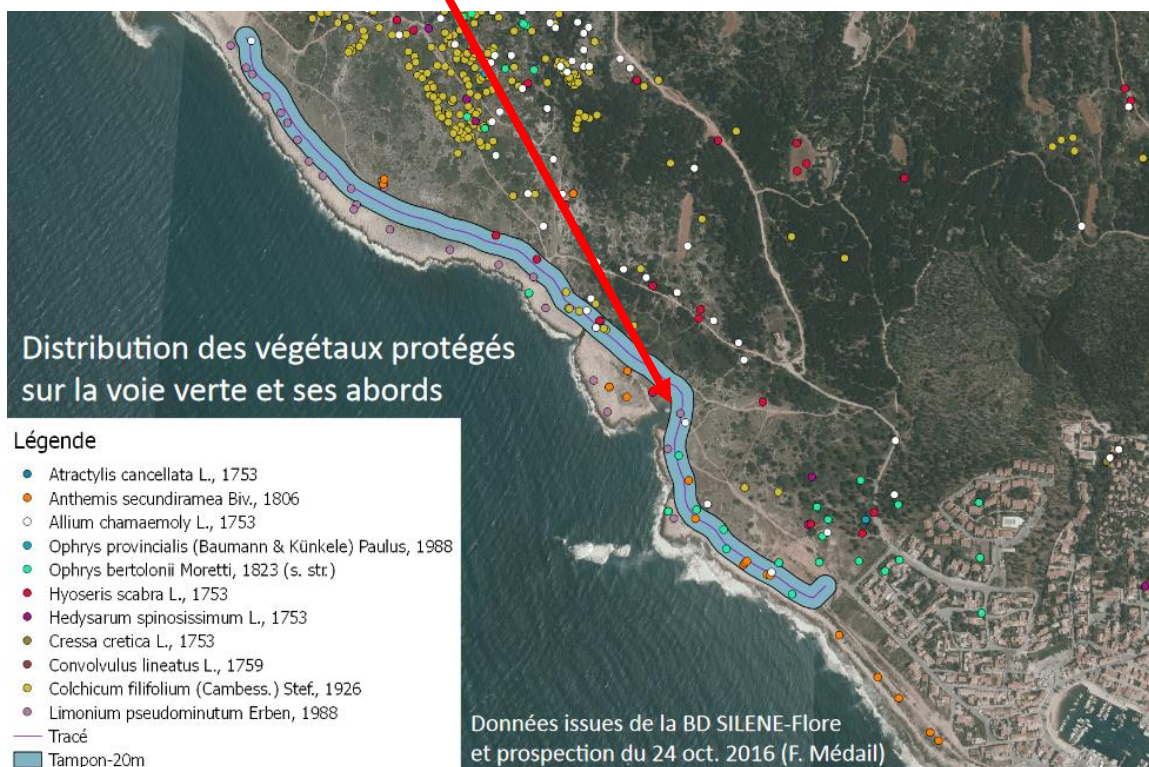 Distribution des végétaux protégés
sur la voie verte et ses abords
Légende
Atractylis cancellata L., 1753
Anthemis secundiramea Biv., 1806
Allium chamaemoly L., 1753
Ophrys provincialis (Baumann & Künkele) Paulus, 1988
Ophrys bertolonii Moretti, 1823 (s. str.)
Hyoseris scabra L., 1753
Hedysarum spinosissimum L., 1753
Cressa cretica L., 1753
Convolvulus lineatus L., 1759
Colchicum filifolium (Cambess.) Stef., 1926
Limonium pseudominutum Erben, 1988
Tracé
Tampon-20m
Données issues de la BD SILENE-Flore
et prospection du 24 oct. 2016 (F. Médail)